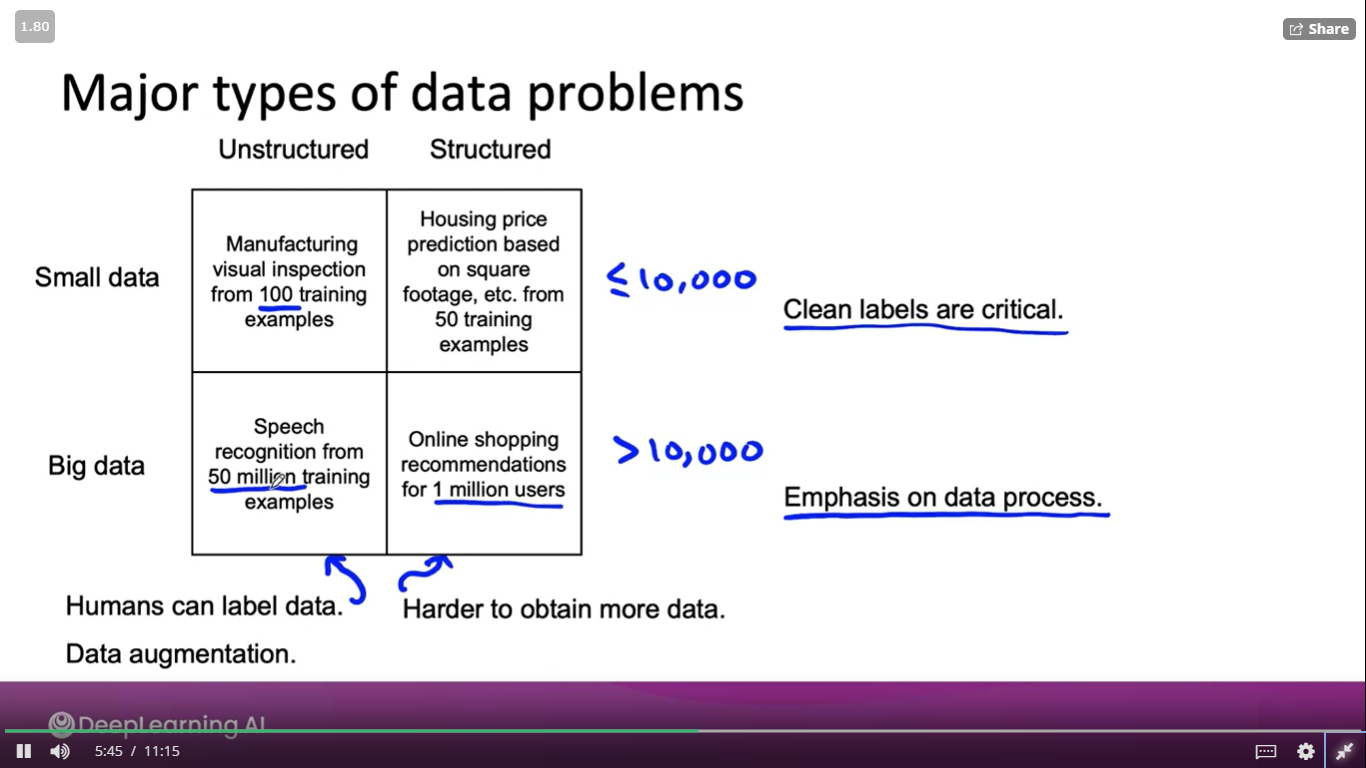 1.80
Share
Major types of data problems
Unstructured
Structured
Small data
Manufacturing
visual inspection
from 100 training
examples
Housing price
prediction based
on square
footage, etc. from
50 training
examples
≤10,000
Clean labels are critical.
Big data
Speech
recognition from
50 million training
examples
Online shopping
recommendations
for 1 million users
>10,000
Emphasis on data process.
Humans can label data.
Data augmentation.
Harder to obtain more data.
DeepLearning.AI
5:45 / 11:15